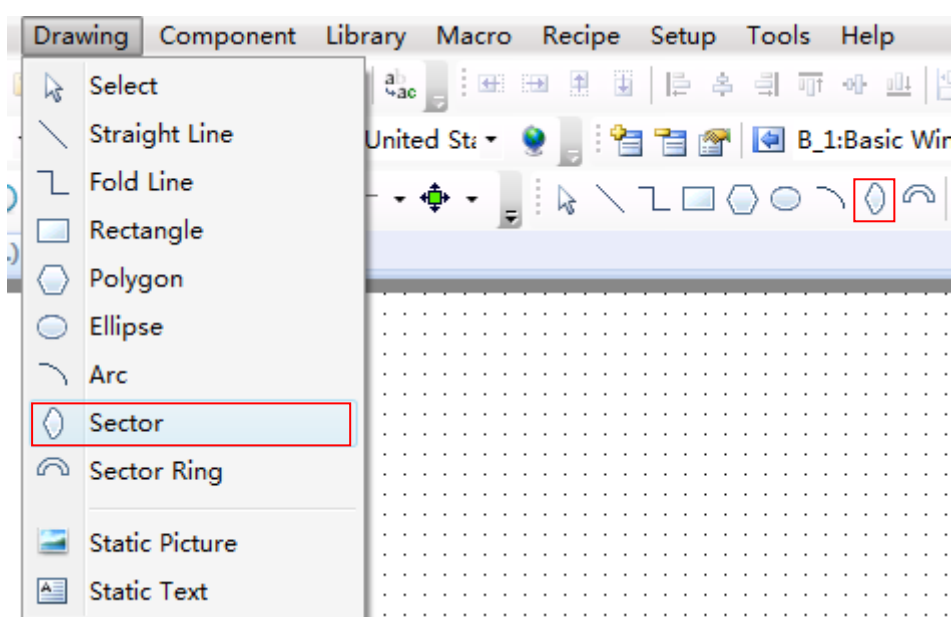 Drawing Component Library Macro Recipe Setup Tools Help
Select
Straight Line
United Sta
B_1:Basic Win
Fold Line
Rectangle
Polygon
Ellipse
Arc
Sector
Sector Ring
Static Picture
Static Text